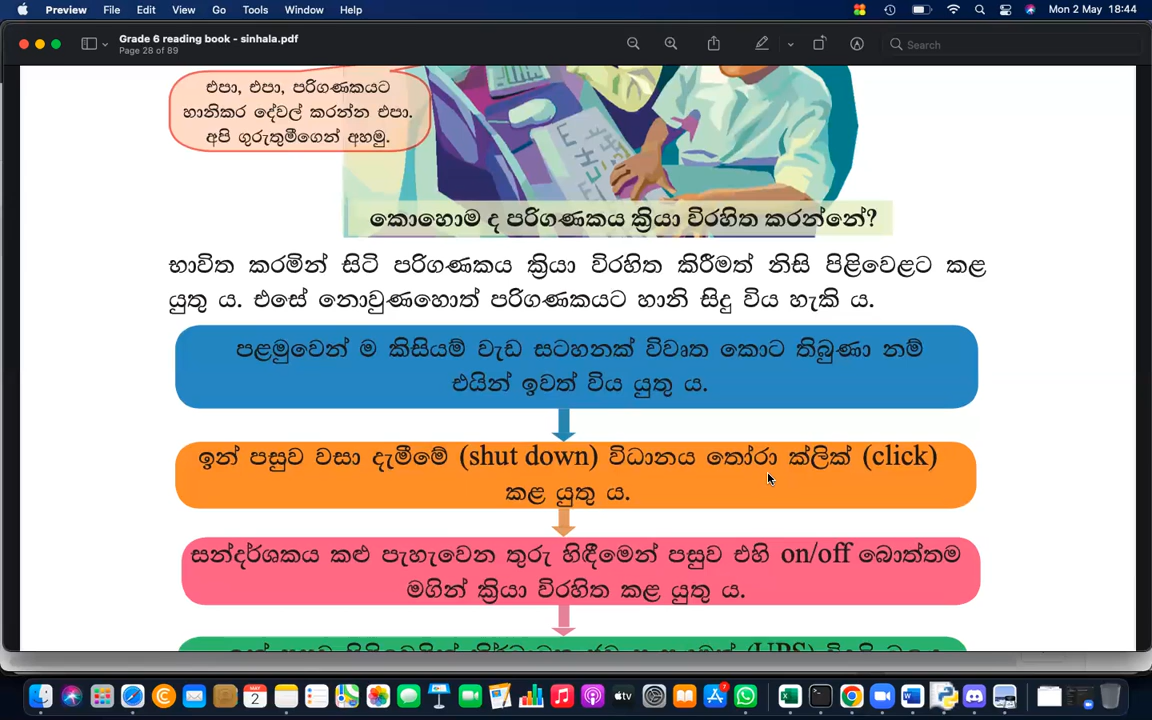 Preview File Edit View Go Tools Window Help Mon 2 May 18:44
Grade 6 reading book - sinhala.pdf
Page 28 of 89
Search
එපා, එපා, පරිගණකයට
හානිකර දේවල් කරන්න එපා.
අපි ගුරුතුමීගෙන් අහමු.
කොහොම ද පරිගණකය ක්‍රියා විරහිත කරන්නේ?
භාවිත කරමින් සිටි පරිගණකය ක්‍රියා විරහිත කිරීමත් නිසි පිළිවෙළට කළ
යුතු ය. එසේ නොවුණහොත් පරිගණකයට හානි සිදු විය හැකි ය.
පළමුවෙන් ම කිසියම් වැඩ සටහනක් විවෘත කොට තිබුණා නම්
එයින් ඉවත් විය යුතු ය.
ඉන් පසුව වසා දැමීමේ (shut down) විධානය තෝරා ක්ලික් (click)
කළ යුතු ය.
සන්දර්ශකය කළු පැහැවෙන තුරු හිඳීමෙන් පසුව එහි on/off බොත්තම
මගින් ක්‍රියා විරහිත කළ යුතු ය.
(UPS)